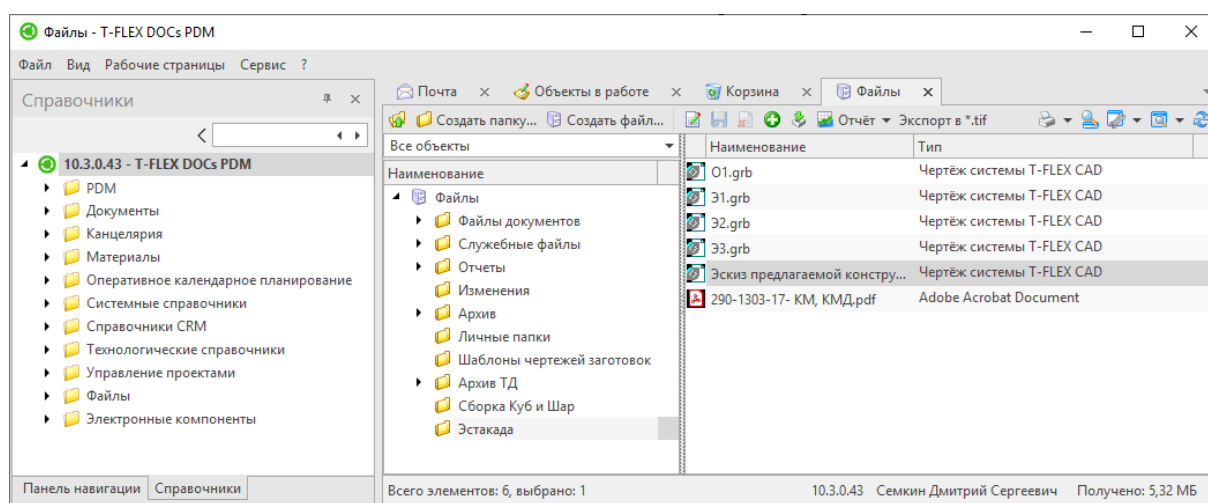 Файлы - T-FLEX DOCs PDM
Файл Вид Рабочие страницы Сервис ?
Справочники
10.3.0.43 - T-FLEX DOCs PDM
PDM
Документы
Канцелярия
Материалы
Оперативное календарное планирование
Системные справочники
Справочники CRM
Технологические справочники
Управление проектами
Файлы
Электронные компоненты
Панель навигации Справочники
Почта Объекты в работе Корзина Файлы
Создать папку... Создать файл... Отчёт Экспорт в *.tif
Все объекты
Наименование
Файлы
Файлы документов
Служебные файлы
Отчеты
Изменения
Архив
Личные папки
Шаблоны чертежей заготовок
Архив ТД
Сборка Куб и Шар
Эстакада
Наименование Тип
О1.grb Чертёж системы T-FLEX CAD
Э1.grb Чертёж системы T-FLEX CAD
Э2.grb Чертёж системы T-FLEX CAD
Э3.grb Чертёж системы T-FLEX CAD
Эскиз предлагаемой констру... Чертёж системы T-FLEX CAD
290-1303-17- КМ, КМД.pdf Adobe Acrobat Document
Всего элементов: 6, выбрано: 1 10.3.0.43 Семкин Дмитрий Сергеевич Получено: 5,32 МБ